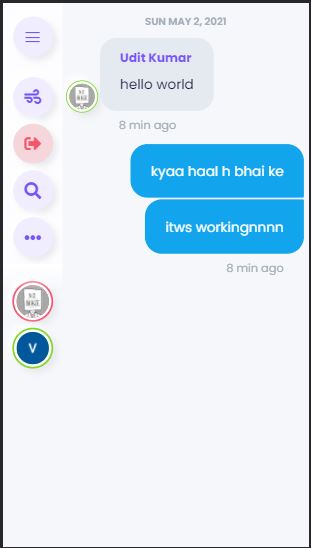 SUN MAY 2, 2021
Udit Kumar
hello world
8 min ago
kyaa haal h bhai ke
itws workingnnnn
8 min ago
V